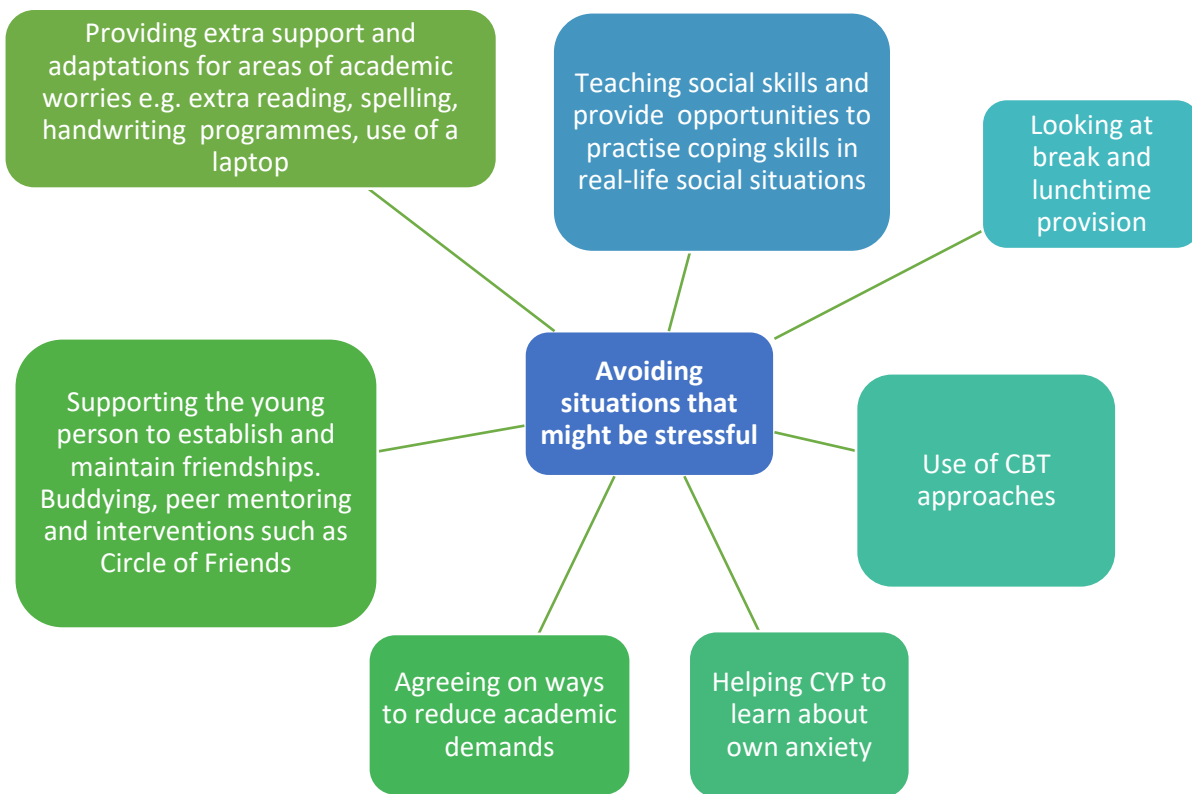 Providing extra support and
adaptations for areas of academic
worries e.g. extra reading, spelling,
handwriting programmes, use of a
laptop
Teaching social skills and
provide opportunities to
practise coping skills in
real-life social situations
Looking at
break and
lunchtime
provision
Avoiding
situations that
might be stressful
Supporting the young
person to establish and
maintain friendships.
Buddying, peer mentoring
and interventions such as
Circle of Friends
Use of CBT
approaches
Agreeing on ways
to reduce academic
demands
Helping CYP to
learn about
own anxiety